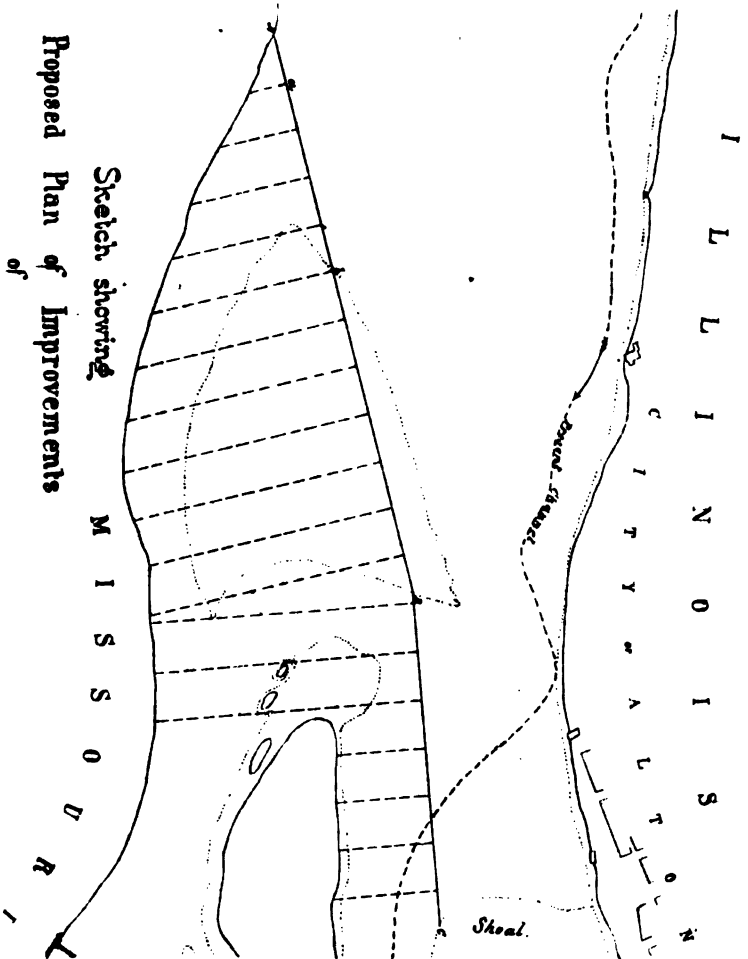 ILLINOIS
CITY OF ALTON
Shoal.
MISSOURI
Sketch showing
Proposed Plan of Improvements
of